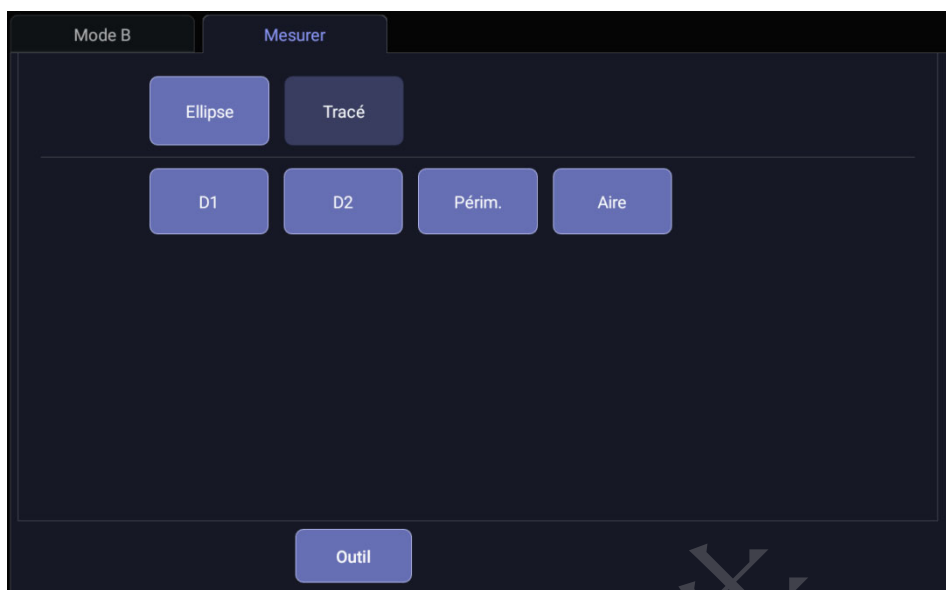 Mode B
Mesurer
Ellipse
Tracé
D1
D2
Périm.
Aire
Outil